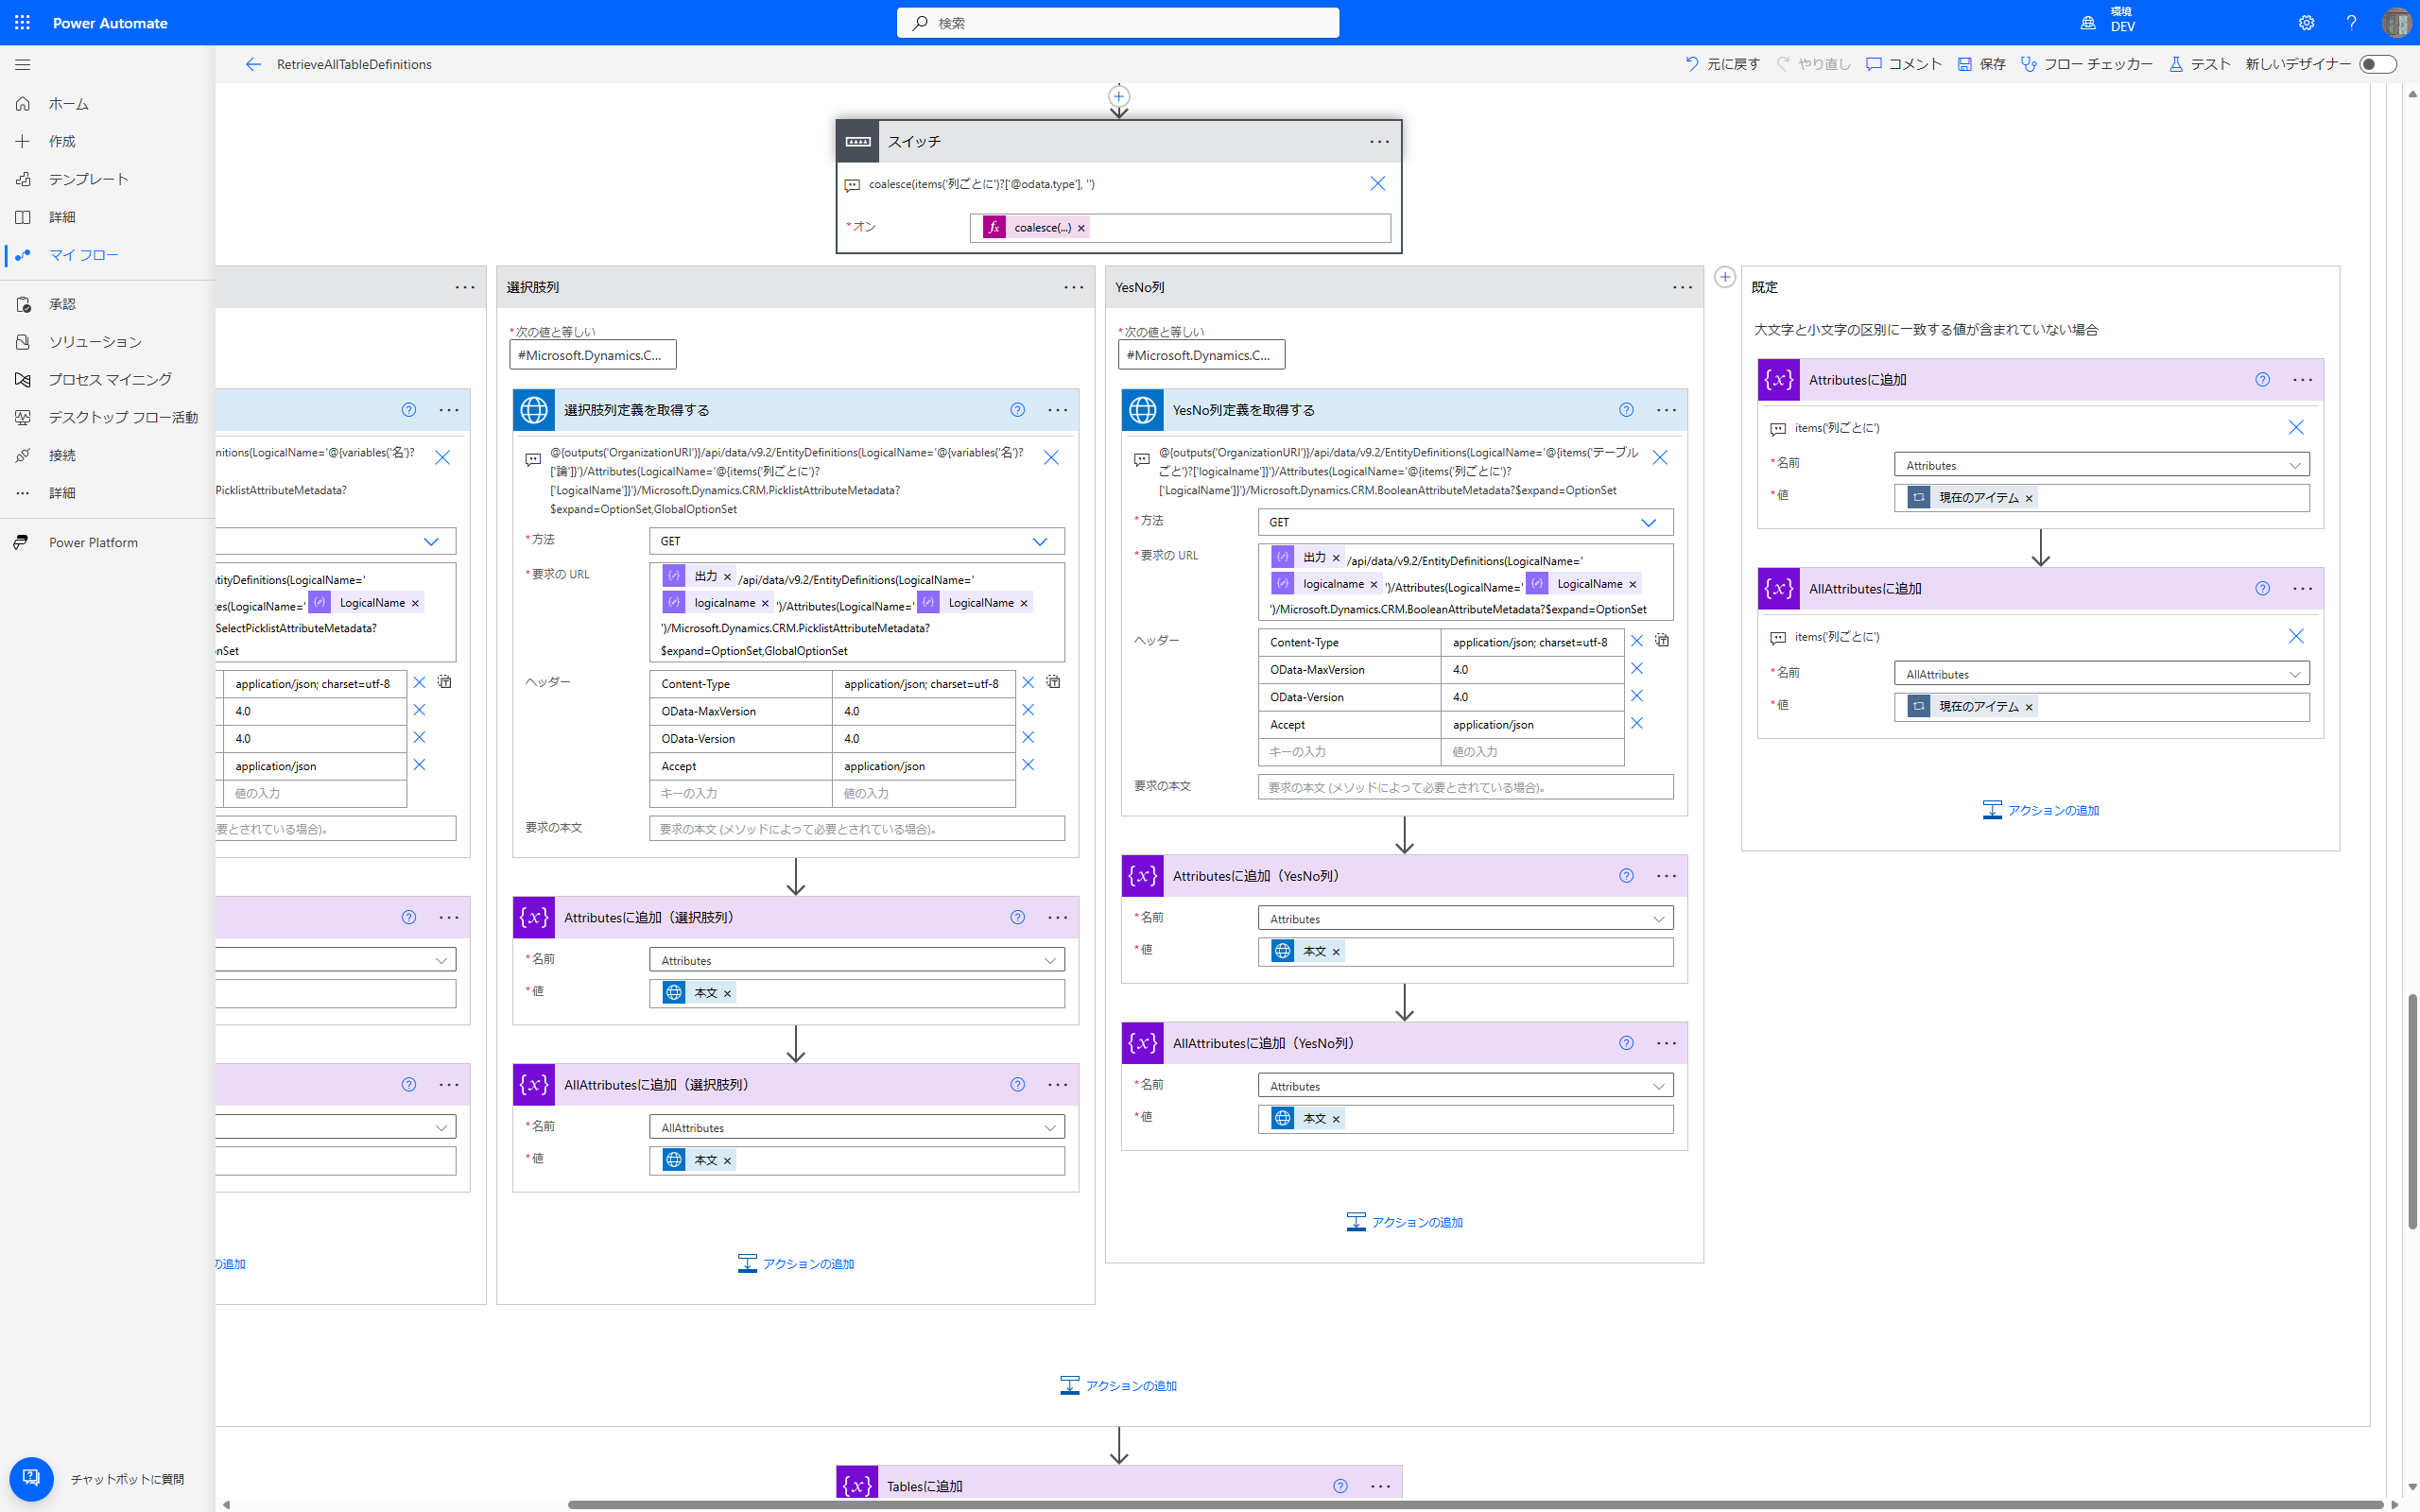 Power Automate
検索
環境
DEV
RetrieveAllTableDefinitions
元に戻す
やり直し
コメント
保存
フロー チェッカー
テスト
新しいデザイナー
ホーム
作成
テンプレート
詳細
マイ フロー
承認
ソリューション
プロセス マイニング
デスクトップ フロー活動
接続
詳細
Power Platform
チャットボットに質問
スイッチ
coalesce(items('列ごとに')?['@odata.type'], '')
*オン
coalesce(...)
nitions(LogicalName='@{variables('名')?
PicklistAttributeMetadata?
tityDefinitions(LogicalName='
tes(LogicalName='
LogicalName
SelectPicklistAttributeMetadata?
nSet
application/json; charset=utf-8
4.0
4.0
application/json
値の入力
要とされている場合)。
の追加
選択肢列
*次の値と等しい
#Microsoft.Dynamics.C...
選択肢列定義を取得する
@{outputs('OrganizationURI')}/api/data/v9.2/EntityDefinitions(LogicalName='@{variables('名')?
['論']}')/Attributes(LogicalName='@{items('列ごとに')?
['LogicalName']}')/Microsoft.Dynamics.CRM.PicklistAttributeMetadata?
$expand=OptionSet,GlobalOptionSet
*方法
GET
*要求の URL
出力 /api/data/v9.2/EntityDefinitions(LogicalName='
logicalname ')/Attributes(LogicalName=' LogicalName
')/Microsoft.Dynamics.CRM.PicklistAttributeMetadata?
$expand=OptionSet,GlobalOptionSet
ヘッダー
Content-Type application/json; charset=utf-8
OData-MaxVersion 4.0
OData-Version 4.0
Accept application/json
キーの入力 値の入力
要求の本文
要求の本文 (メソッドによって必要とされている場合)。
Attributesに追加（選択肢列）
*名前
Attributes
*値
本文
AllAttributesに追加（選択肢列）
*名前
AllAttributes
*値
本文
アクションの追加
YesNo列
*次の値と等しい
#Microsoft.Dynamics.C...
YesNo列定義を取得する
@{outputs('OrganizationURI')}/api/data/v9.2/EntityDefinitions(LogicalName='@{items('テーブル
ごと')?['logicalname']}')/Attributes(LogicalName='@{items('列ごとに')?
['LogicalName']}')/Microsoft.Dynamics.CRM.BooleanAttributeMetadata?$expand=OptionSet
*方法
GET
*要求の URL
出力 /api/data/v9.2/EntityDefinitions(LogicalName='
logicalname ')/Attributes(LogicalName=' LogicalName
')/Microsoft.Dynamics.CRM.BooleanAttributeMetadata?$expand=OptionSet
ヘッダー
Content-Type application/json; charset=utf-8
OData-MaxVersion 4.0
OData-Version 4.0
Accept application/json
キーの入力 値の入力
要求の本文
要求の本文 (メソッドによって必要とされている場合)。
Attributesに追加（YesNo列）
*名前
Attributes
*値
本文
AllAttributesに追加（YesNo列）
*名前
Attributes
*値
本文
アクションの追加
既定
大文字と小文字の区別に一致する値が含まれていない場合
Attributesに追加
items('列ごとに')
*名前
Attributes
*値
現在のアイテム
AllAttributesに追加
items('列ごとに')
*名前
AllAttributes
*値
現在のアイテム
アクションの追加
アクションの追加
Tablesに追加